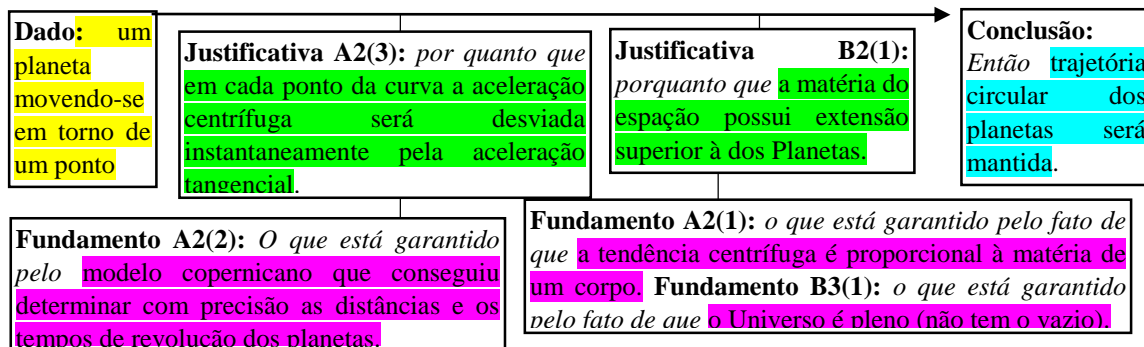 Dado: um
planeta
movendo-se
em torno de
um ponto
Justificativa A2(3): por quanto que
em cada ponto da curva a aceleração
centrífuga será desviada
instantaneamente pela aceleração
tangencial.
Justificativa B2(1):
porquanto que a matéria do
espação possui extensão
superior à dos Planetas.
Conclusão:
Então trajetória
circular dos
planetas será
mantida.
Fundamento A2(2): O que está garantido
pelo modelo copernicano que conseguiu
determinar com precisão as distâncias e os
tempos de revolução dos planetas.
Fundamento A2(1): o que está garantido pelo fato de
que a tendência centrífuga é proporcional à matéria de
um corpo. Fundamento B3(1): o que está garantido
pelo fato de que o Universo é pleno (não tem o vazio).